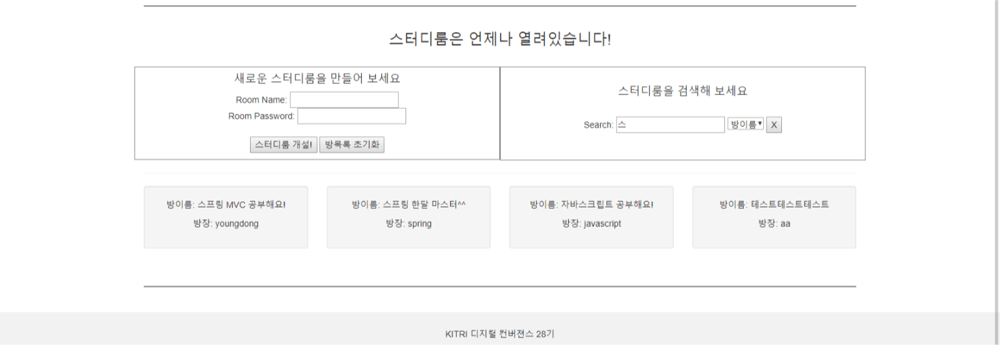 스터디룸은 언제나 열려있습니다!
새로운 스터디룸을 만들어 보세요
Room Name:
Room Password:
스터디룸 개설! 방목록 초기화
스터디룸을 검색해 보세요
Search: 스 방이름 X
방이름: 스프링 MVC 공부해요!
방장: youngdong
방이름: 스프링 한달 마스터^^
방장: spring
방이름: 자바스크립트 공부해요!
방장: javascript
방이름: 테스트테스트테스트
방장: aa
KITRI 디지털 컨버젼스 28기